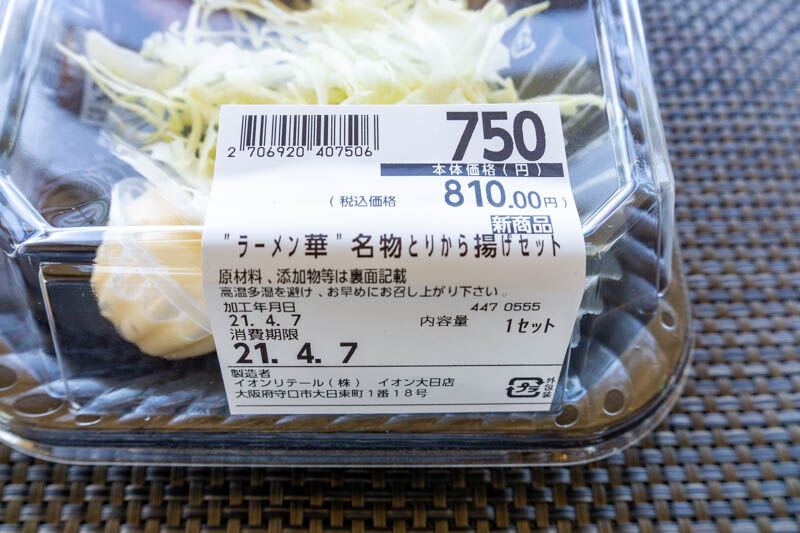 750
2 706920 407506
本体価格(円)
(税込価格 810.00円)
新商品
"ラーメン華"名物とりから揚げセット
原材料、添加物等は裏面記載
高温多湿を避け、お早めにお召し上がり下さい。
加工年月日 447 0555
21. 4. 7 内容量 1セット
消費期限
21. 4. 7
製造者
イオンリテール(株) イオン大日店
大阪府守口市大日東町1番18号
プラ
外包装